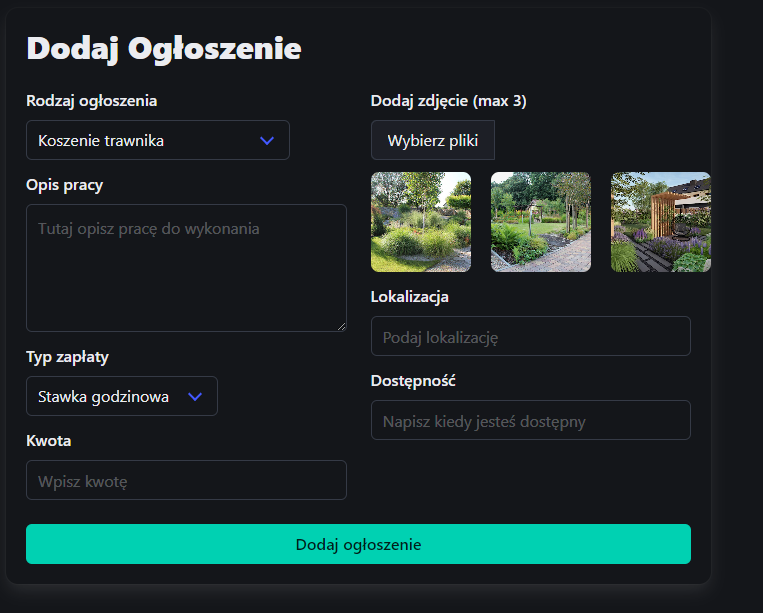 Dodaj Ogłoszenie
Rodzaj ogłoszenia
Koszenie trawnika
Opis pracy
Tutaj opisz pracę do wykonania
Typ zapłaty
Stawka godzinowa
Kwota
Wpisz kwotę
Dodaj zdjęcie (max 3)
Wybierz pliki
Lokalizacja
Podaj lokalizację
Dostępność
Napisz kiedy jesteś dostępny
Dodaj ogłoszenie